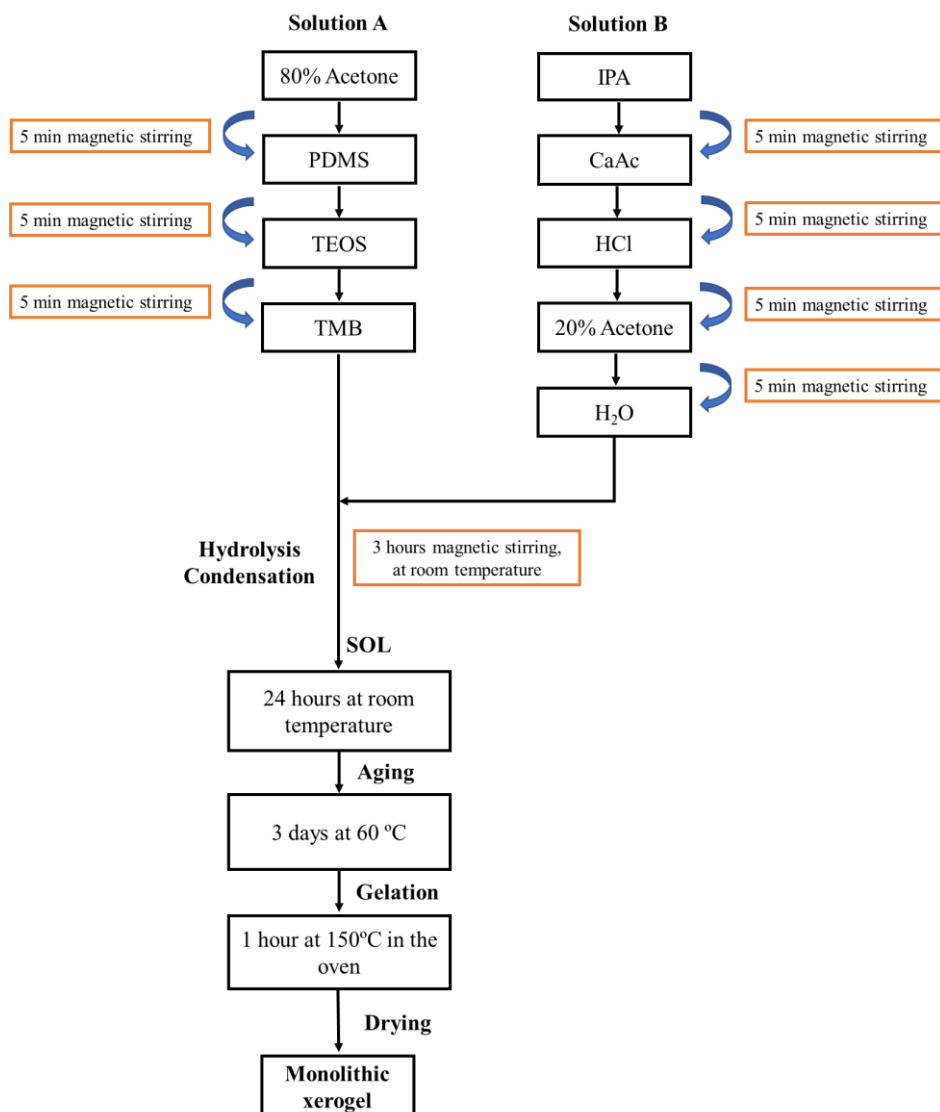 Solution A
Solution B
80% Acetone
IPA
5 min magnetic stirring
5 min magnetic stirring
PDMS
CaAc
5 min magnetic stirring
5 min magnetic stirring
TEOS
HCl
5 min magnetic stirring
5 min magnetic stirring
TMB
20% Acetone
5 min magnetic stirring
H₂O
Hydrolysis
Condensation
3 hours magnetic stirring,
at room temperature
SOL
24 hours at room
temperature
Aging
3 days at 60 ºC
Gelation
1 hour at 150ºC in the
oven
Drying
Monolithic
xerogel